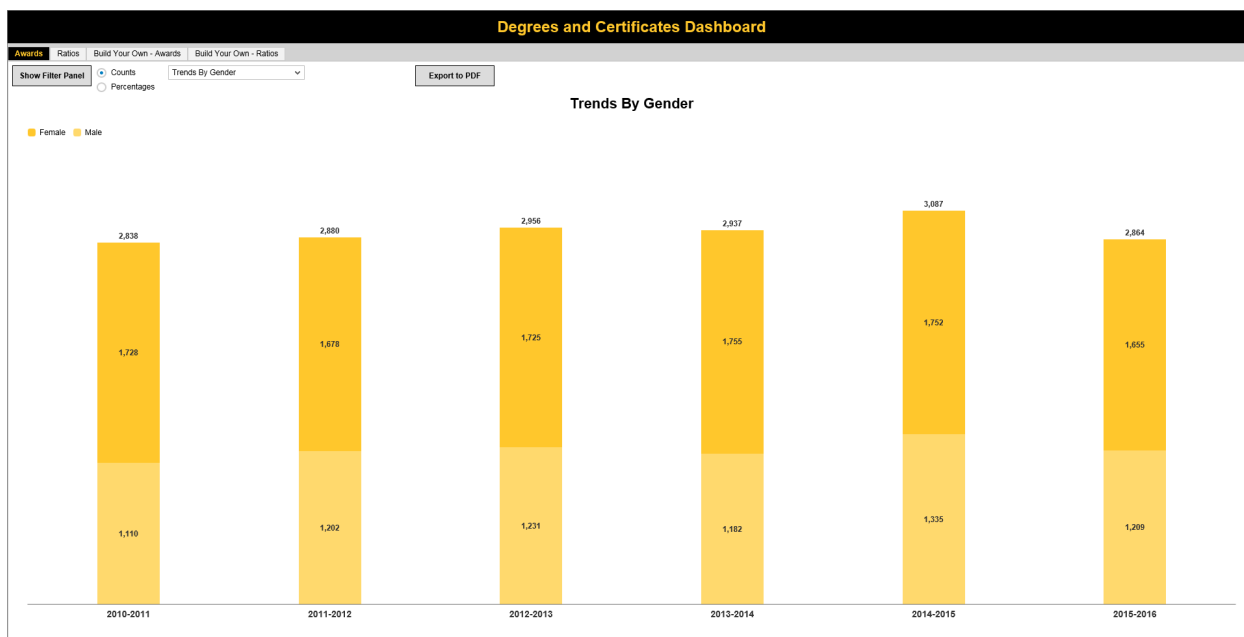 Degrees and Certificates Dashboard
Awards Ratios Build Your Own - Awards Build Your Own - Ratios
Show Filter Panel Counts Trends By Gender Export to PDF
Percentages
Trends By Gender
Female Male
3,087
2,956
2,937
2,880
2,864
2,838
1,752
1,755
1,725
1,678
1,655
1,728
1,335
1,231
1,202
1,209
1,182
1,110
2010-2011 2011-2012 2012-2013 2013-2014 2014-2015 2015-2016